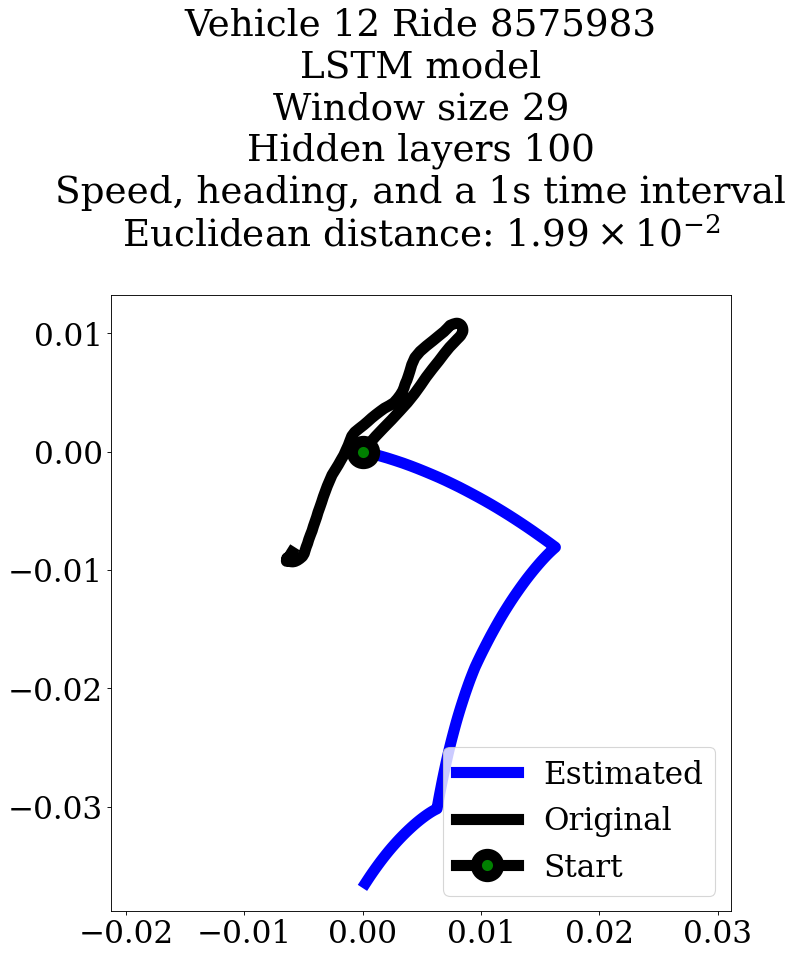 Vehicle 12 Ride 8575983
LSTM model
Window size 29
Hidden layers 100
Speed, heading, and a 1s time interval
Euclidean distance: 1.99 × 10⁻²
0.01
0.00
−0.01
−0.02
−0.03
Estimated
Original
Start
−0.02 −0.01 0.00 0.01 0.02 0.03